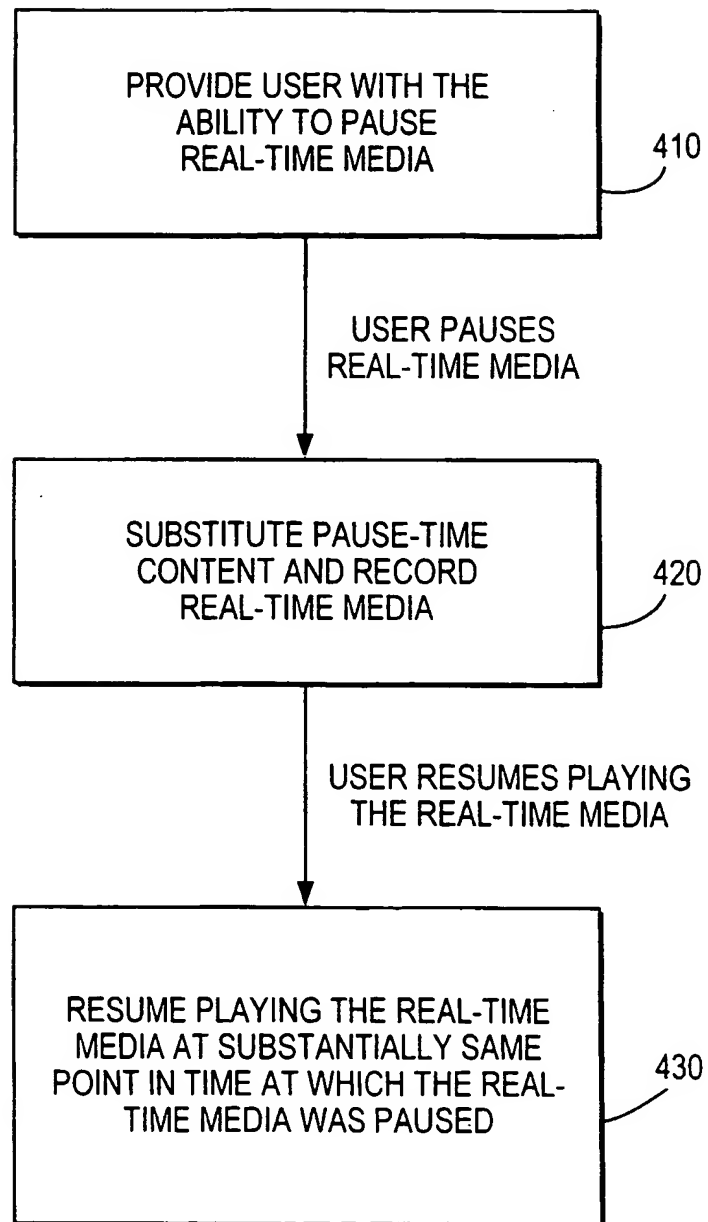 PROVIDE USER WITH THE
ABILITY TO PAUSE
REAL-TIME MEDIA
410
USER PAUSES
REAL-TIME MEDIA
SUBSTITUTE PAUSE-TIME
CONTENT AND RECORD
REAL-TIME MEDIA
420
USER RESUMES PLAYING
THE REAL-TIME MEDIA
RESUME PLAYING THE REAL-TIME
MEDIA AT SUBSTANTIALLY SAME
POINT IN TIME AT WHICH THE REAL-
TIME MEDIA WAS PAUSED
430